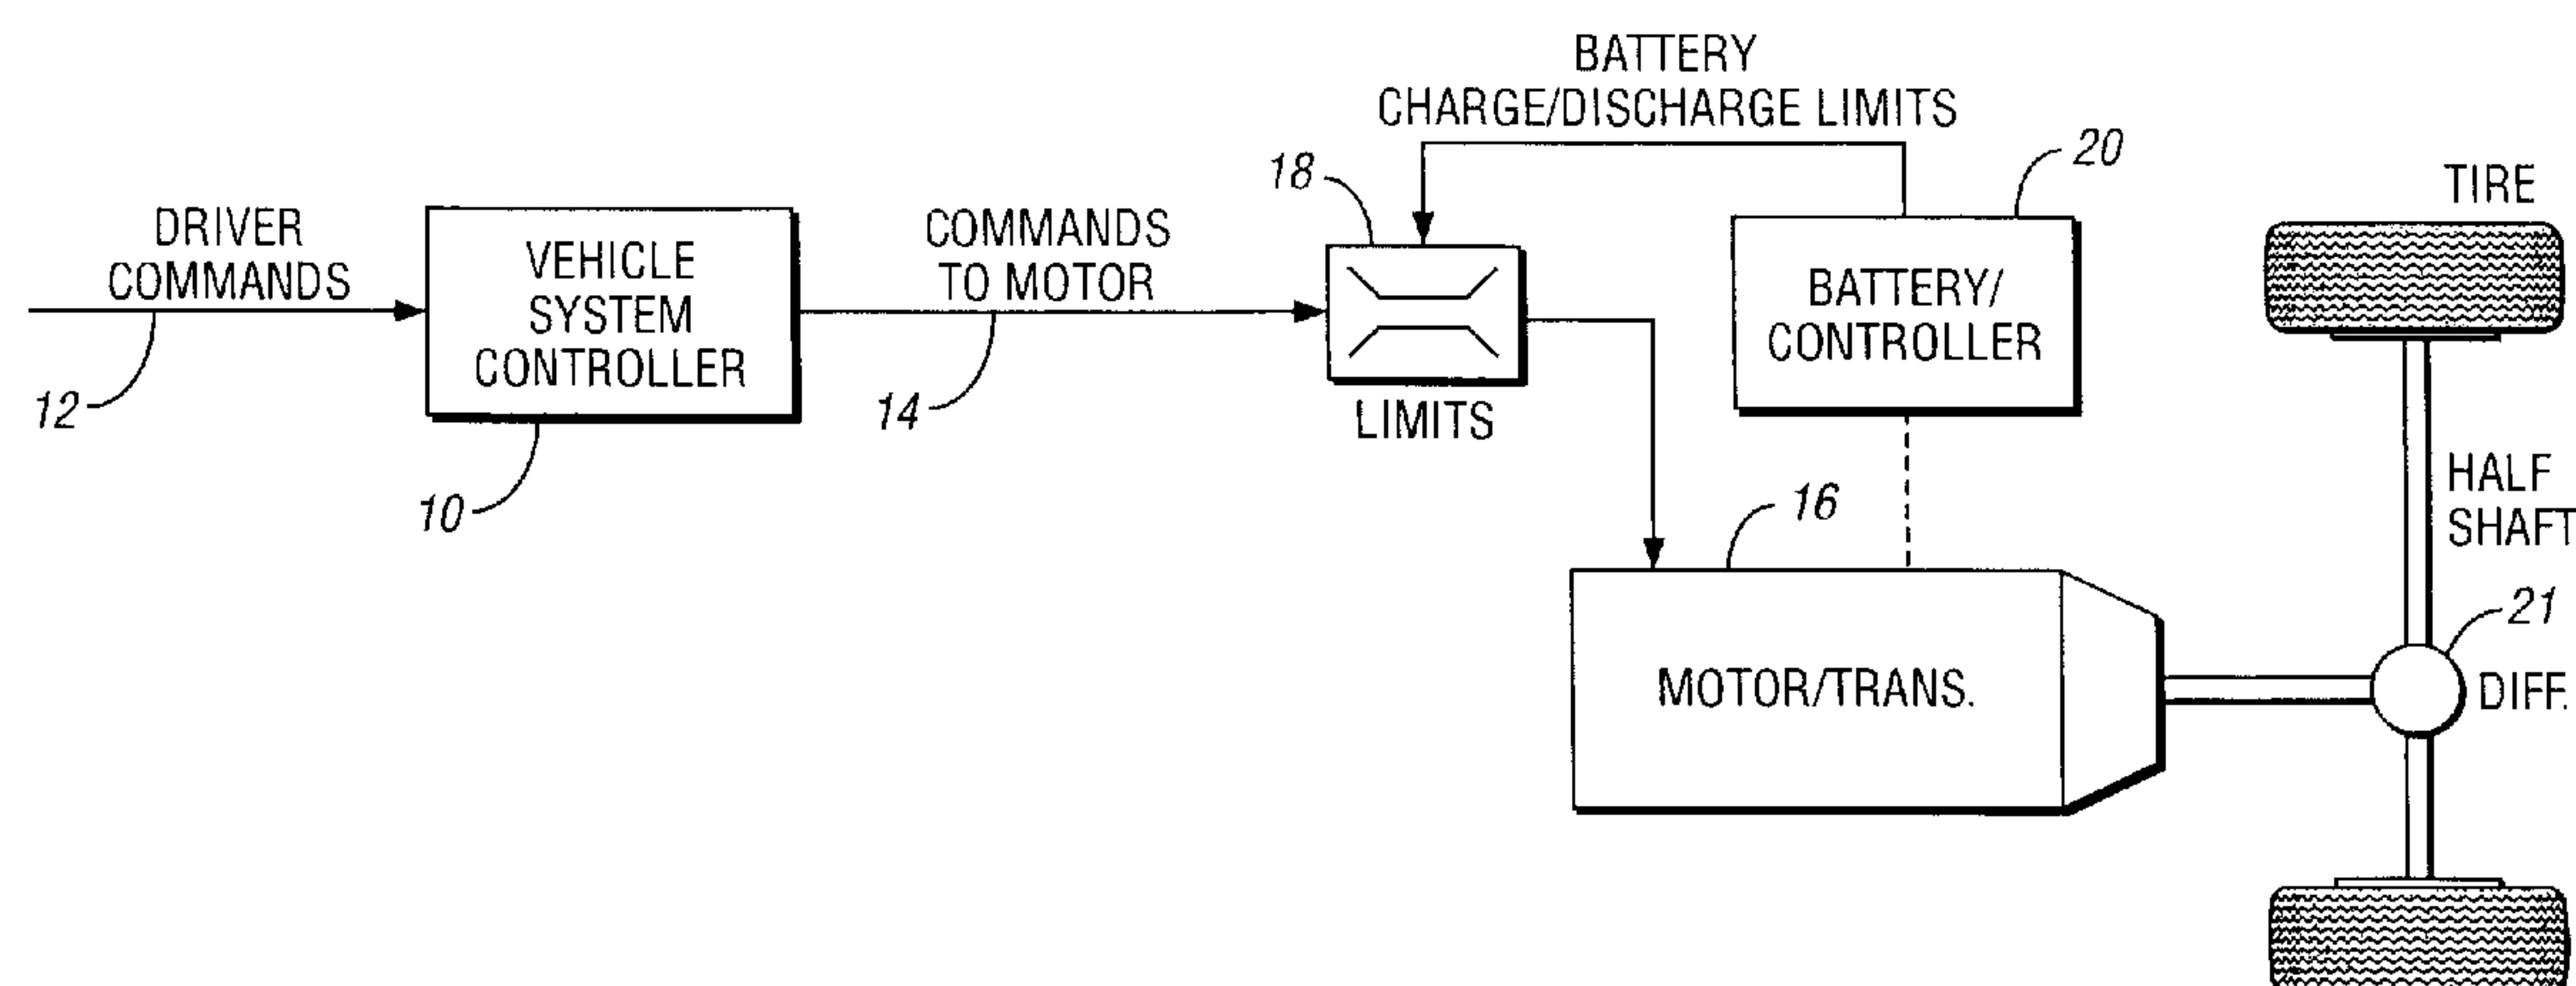 DRIVER
COMMANDS
12
VEHICLE
SYSTEM
CONTROLLER
10
COMMANDS
TO MOTOR
14
BATTERY
CHARGE/DISCHARGE LIMITS
18
LIMITS
20
BATTERY/
CONTROLLER
16
MOTOR/TRANS.
TIRE
HALF
SHAFT
21
DIFF.